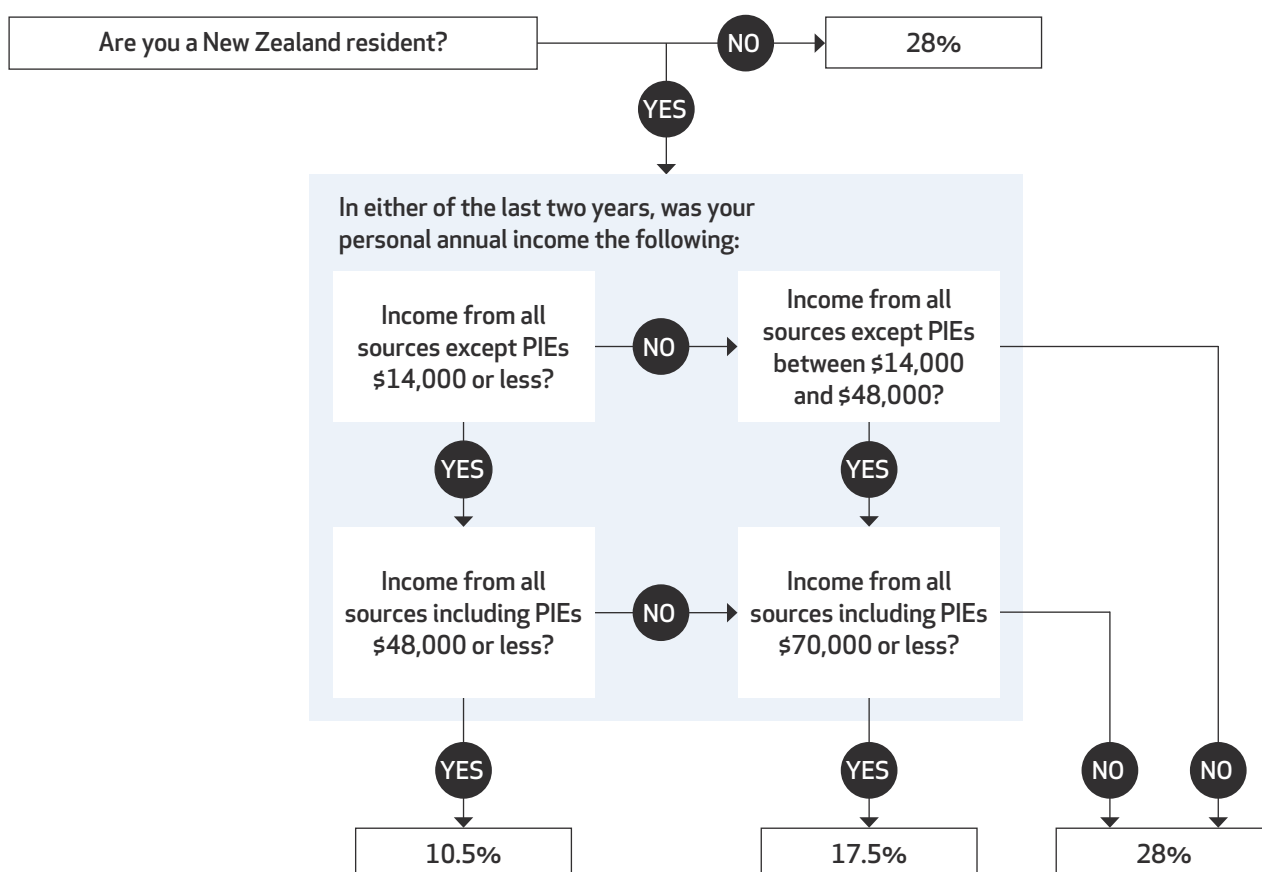 Are you a New Zealand resident?
NO
28%
YES
In either of the last two years, was your
personal annual income the following:
Income from all
sources except PIEs
$14,000 or less?
NO
Income from all
sources except PIEs
between $14,000
and $48,000?
YES
YES
Income from all
sources including PIEs
$48,000 or less?
NO
Income from all
sources including PIEs
$70,000 or less?
YES
YES
NO
NO
10.5%
17.5%
28%